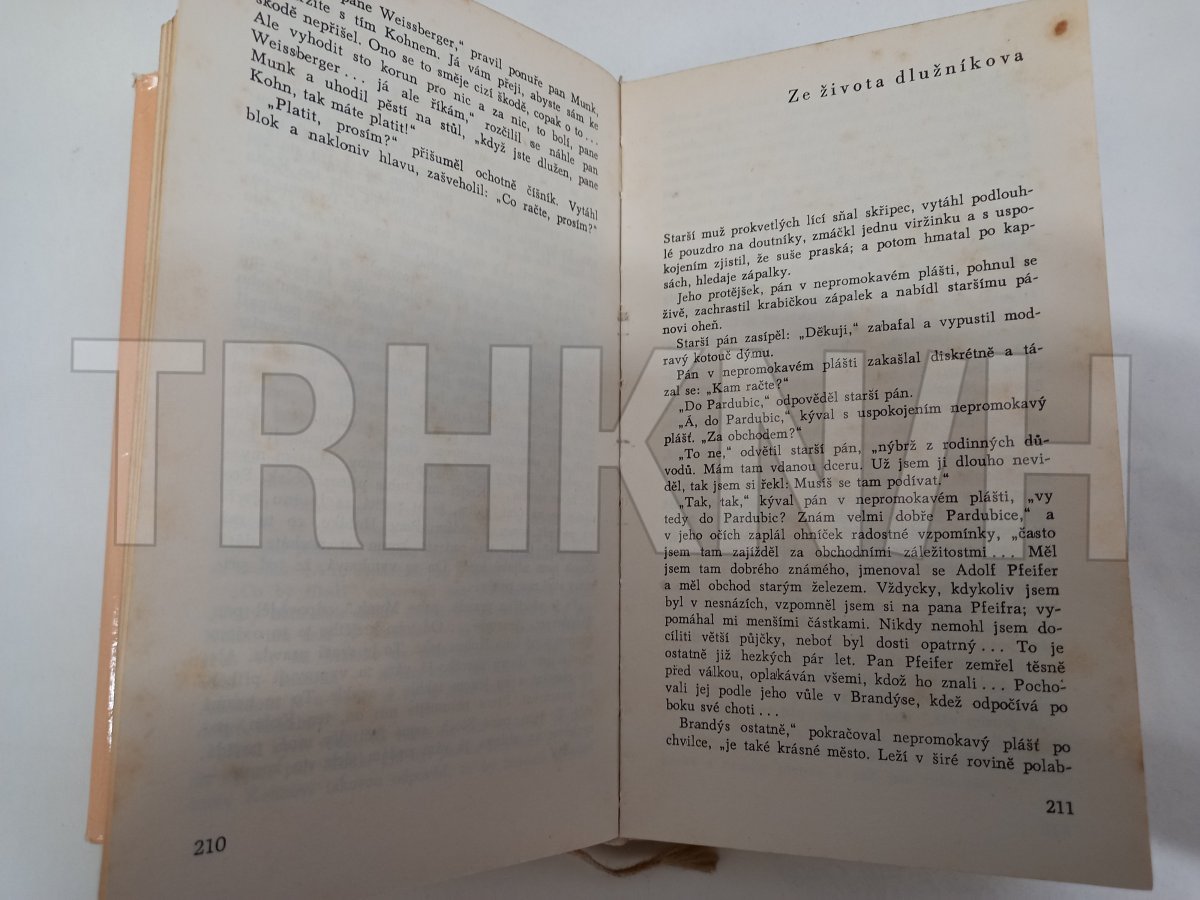 pane Weissberger,“ pravil ponuře pan Munk,
s tím Kohnem. Já vám přeji, abyste sám ke
škodě nepřišel. Ono se to směje cizí škodě, copak o to...
Ale vyhodit sto korun pro nic a za nic, to bolí, pane
Weissberger... já ale říkám,“ rozčilil se náhle pan
Munk a uhodil pěstí na stůl, „když jste dlužen, pane
Kohn, tak máte platit!“
„Platit, prosím?“ přišuměl ochotně číšník. Vytáhl
blok a nakloniv hlavu, zašveholil: „Co račte, prosím?“
210
Ze života dlužníkova
Starší muž prokvetlých lící sňal skřipec, vytáhl podlouh-
lé pouzdro na doutníky, zmáčkl jednu viržinku a s uspo-
kojením zjistil, že suše praská; a potom hmatal po kap-
sách, hledaje zápalky.
Jeho protějšek, pán v nepromokavém plášti, pohnul se
živě, zachrastil krabičkou zápalek a nabídl staršímu pá-
novi oheň.
Starší pán zasípěl: „Děkuji,“ zabafal a vypustil mod-
ravý kotouč dýmu.
Pán v nepromokavém plášti zakašlal diskrétně a tá-
zal se: „Kam račte?“
„Do Pardubic,“ odpověděl starší pán.
„A, do Pardubic,“ kýval s uspokojením nepromokavý
plášť. „Za obchodem?“
„To ne,“ odvětil starší pán, „nýbrž z rodinných dů-
vodů. Mám tam vdanou dceru. Už jsem ji dlouho nevi-
děl, tak jsem si řekl: Musíš se tam podívat.“
„Tak, tak,“ kýval pán v nepromokavém plášti, „vy
tedy do Pardubic? Znám velmi dobře Pardubice,“ a
v jeho očích zaplál ohníček radostné vzpomínky, „často
jsem tam zajížděl za obchodními záležitostmi... Měl
jsem tam dobrého známého, jmenoval se Adolf Pfeifer
a měl obchod starým železem. Vždycky, kdykoliv jsem
byl v nesnázích, vzpomněl jsem si na pana Pfeifra; vy-
pomáhal mi menšími částkami. Nikdy nemohl jsem do-
cíliti větší půjčky, neboť byl dosti opatrný... To je
ostatně již hezkých pár let. Pan Pfeifer zemřel těsně
před válkou, oplakáván všemi, kdož ho znali... Pocho-
vali jej podle jeho vůle v Brandýse, kdež odpočívá po
boku své choti...
Brandýs ostatně,“ pokračoval nepromokavý plášť po
chvilce, „je také krásné město. Leží v širé rovině polab-
211
TRHKNIH